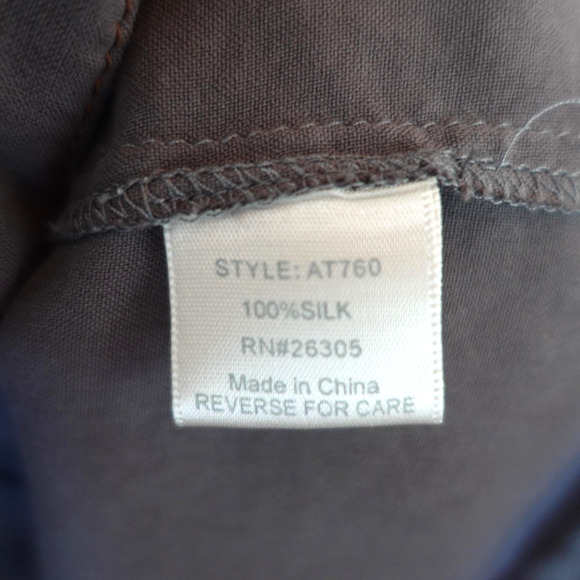 STYLE: AT760
100%SILK
RN#26305
Made in China
REVERSE FOR CARE